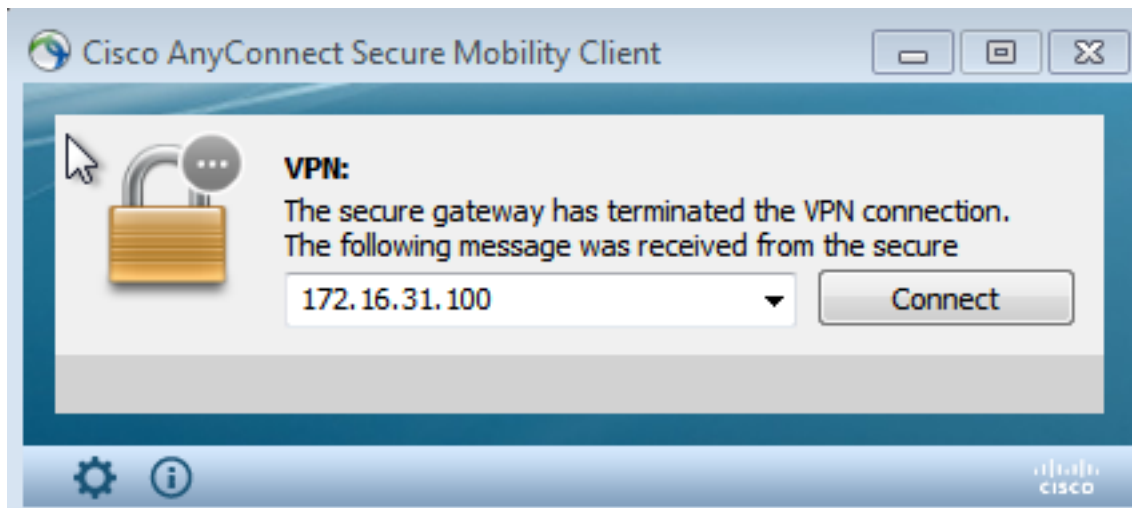 Cisco AnyConnect Secure Mobility Client
VPN:
The secure gateway has terminated the VPN connection.
The following message was received from the secure
172.16.31.100
Connect
CISCO